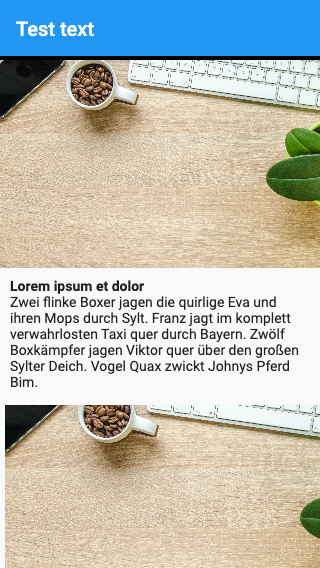 Test text
Lorem ipsum et dolor
Zwei flinke Boxer jagen die quirlige Eva und
ihren Mops durch Sylt. Franz jagt im komplett
verwahrlosten Taxi quer durch Bayern. Zwölf
Boxkämpfer jagen Viktor quer über den großen
Sylter Deich. Vogel Quax zwickt Johnys Pferd
Bim.